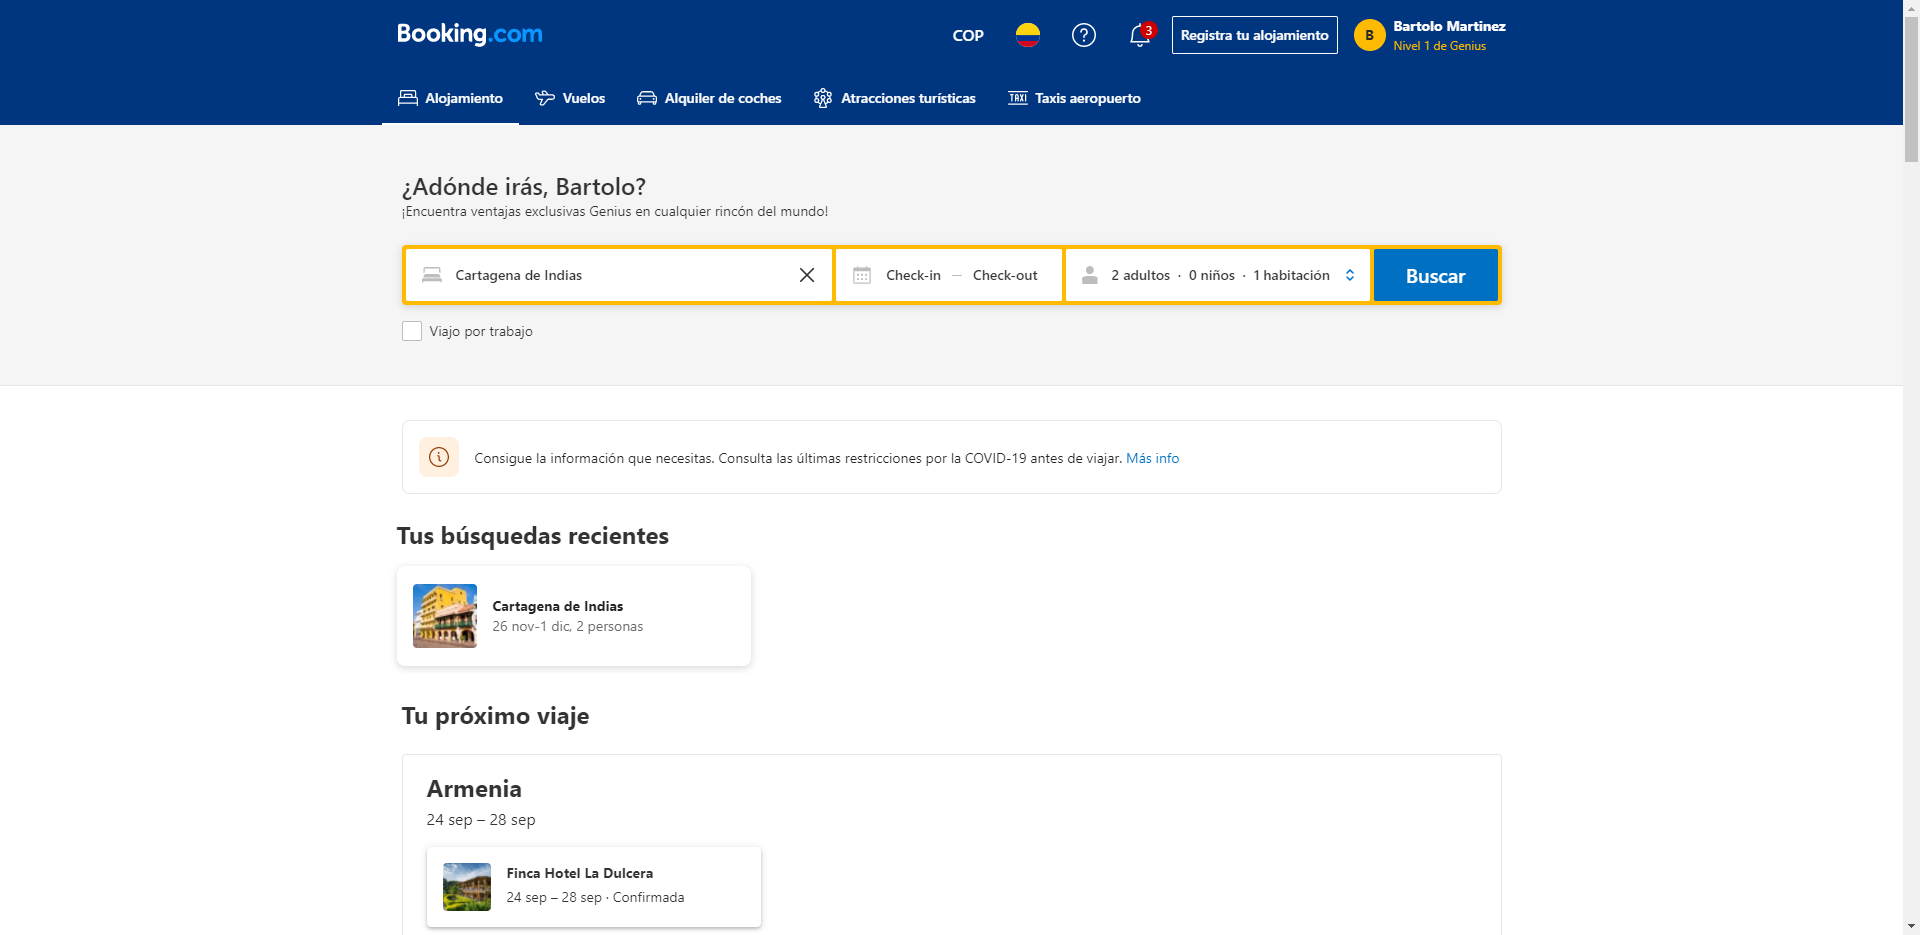 Booking.com
COP
3
Registra tu alojamiento
B
Bartolo Martinez
Nivel 1 de Genius
Alojamiento
Vuelos
Alquiler de coches
Atracciones turísticas
TAXI
Taxis aeropuerto
¿Adónde irás, Bartolo?
¡Encuentra ventajas exclusivas Genius en cualquier rincón del mundo!
Cartagena de Indias
Check-in — Check-out
2 adultos · 0 niños · 1 habitación
Buscar
Viajo por trabajo
Consigue la información que necesitas. Consulta las últimas restricciones por la COVID-19 antes de viajar. Más info
Tus búsquedas recientes
Cartagena de Indias
26 nov-1 dic, 2 personas
Tu próximo viaje
Armenia
24 sep – 28 sep
Finca Hotel La Dulcera
24 sep – 28 sep · Confirmada